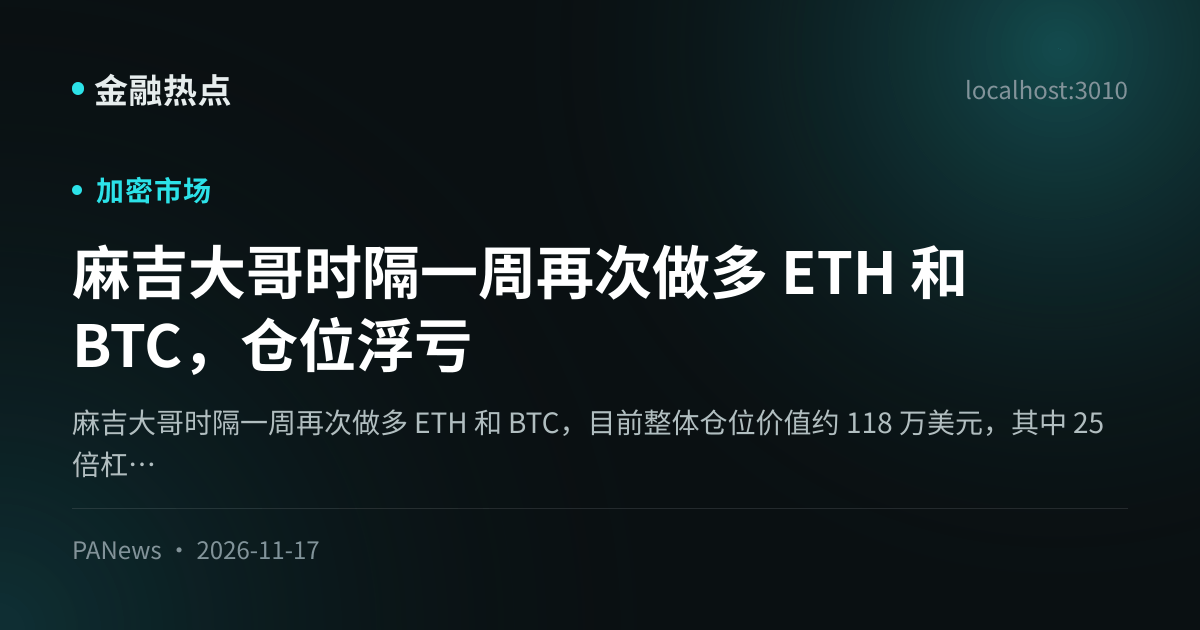 金融热点
localhost:3010
加密市场
麻吉大哥时隔一周再次做多 ETH 和
BTC，仓位浮亏
麻吉大哥时隔一周再次做多 ETH 和 BTC，目前整体仓位价值约 118 万美元，其中 25
倍杠…
PANews • 2026-11-17